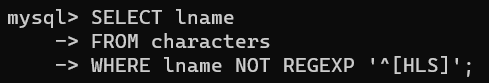 mysql> SELECT lname
    -> FROM characters
    -> WHERE lname NOT REGEXP '^[HLS]';